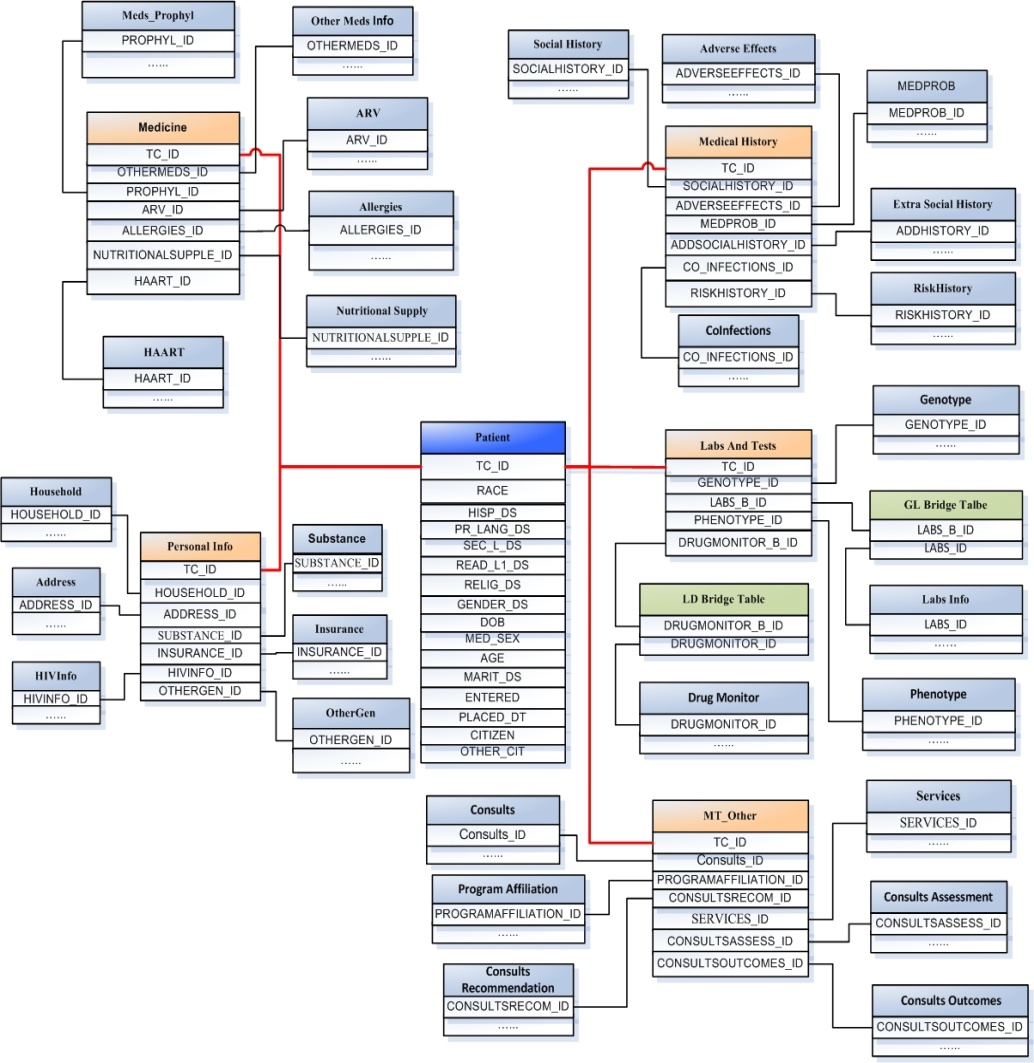 Meds_Prophyl
PROPHYL_ID
......
Other Meds Info
OTHERMEDS_ID
......
Medicine
TC_ID
OTHERMEDS_ID
PROPHYL_ID
ARV_ID
ALLERGIES_ID
NUTRITIONALSUPPLE_ID
HAART_ID
ARV
ARV_ID
......
Allergies
ALLERGIES_ID
......
Nutritional Supply
NUTRITIONALSUPPLE_ID
......
HAART
HAART_ID
......
Social History
SOCIALHISTORY_ID
......
Adverse Effects
ADVERSEEFFECTS_ID
......
MEDPROB
MEDPROB_ID
......
Medical History
TC_ID
SOCIALHISTORY_ID
ADVERSEEFFECTS_ID
MEDPROB_ID
ADDSOCIALHISTORY_ID
CO_INFECTIONS_ID
RISKHISTORY_ID
Extra Social History
ADDHISTORY_ID
......
RiskHistory
RISKHISTORY_ID
......
CoInfections
CO_INFECTIONS_ID
......
Patient
TC_ID
RACE
HISP_DS
PR_LANG_DS
SEC_L_DS
READ_L1_DS
RELIG_DS
GENDER_DS
DOB
MED_SEX
AGE
MARIT_DS
ENTERED
PLACED_DT
CITIZEN
OTHER_CIT
Labs And Tests
TC_ID
GENOTYPE_ID
LABS_B_ID
PHENOTYPE_ID
DRUGMONITOR_B_ID
Genotype
GENOTYPE_ID
......
GL Bridge Talbe
LABS_B_ID
LABS_ID
Labs Info
LABS_ID
......
LD Bridge Table
DRUGMONITOR_B_ID
DRUGMONITOR_ID
Drug Monitor
DRUGMONITOR_ID
......
Phenotype
PHENOTYPE_ID
......
Household
HOUSEHOLD_ID
......
Address
ADDRESS_ID
......
HIVInfo
HIVINFO_ID
......
Personal Info
TC_ID
HOUSEHOLD_ID
ADDRESS_ID
SUBSTANCE_ID
INSURANCE_ID
HIVINFO_ID
OTHERGEN_ID
Substance
SUBSTANCE_ID
......
Insurance
INSURANCE_ID
......
OtherGen
OTHERGEN_ID
......
Consults
Consults_ID
......
Program Affiliation
PROGRAMAFFILIATION_ID
......
Consults
Recommendation
CONSULTSRECOM_ID
......
MT_Other
TC_ID
Consults_ID
PROGRAMAFFILIATION_ID
CONSULTSRECOM_ID
SERVICES_ID
CONSULTSASSESS_ID
CONSULTSOUTCOMES_ID
Services
SERVICES_ID
......
Consults Assessment
CONSULTSASSESS_ID
......
Consults Outcomes
CONSULTSOUTCOMES_ID
......